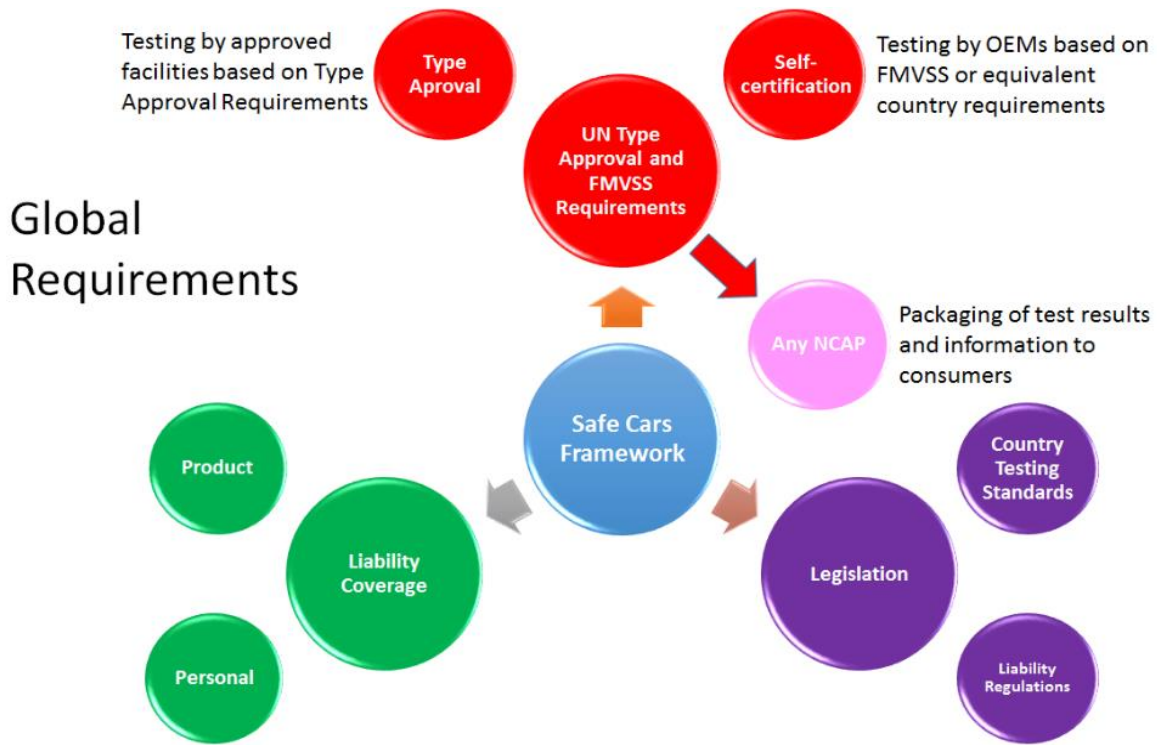 Testing by approved
facilities based on Type
Approval Requirements
Type
Aproval
Self-
certification
Testing by OEMs based on
FMVSS or equivalent
country requirements
UN Type
Approval and
FMVSS
Requirements
Global
Requirements
Any NCAP
Packaging of test results
and information to
consumers
Safe Cars
Framework
Product
Country
Testing
Standards
Liability
Coverage
Legislation
Personal
Liability
Regulations